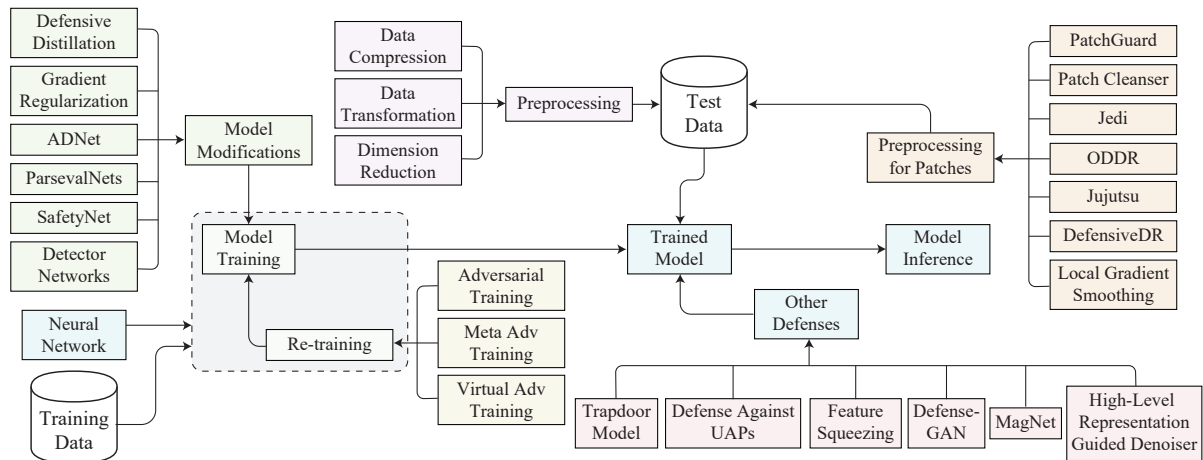 Defensive
Distillation
Gradient
Regularization
ADNet
ParsevalNets
SafetyNet
Detector
Networks
Model
Modifications
Data
Compression
Data
Transformation
Dimension
Reduction
Preprocessing
Test
Data
Preprocessing
for Patches
PatchGuard
Patch Cleanser
Jedi
ODDR
Jujutsu
DefensiveDR
Local Gradient
Smoothing
Model
Training
Re-training
Neural
Network
Training
Data
Adversarial
Training
Meta Adv
Training
Virtual Adv
Training
Trained
Model
Model
Inference
Other
Defenses
Trapdoor
Model
Defense Against
UAPs
Feature
Squeezing
Defense-
GAN
MagNet
High-Level
Representation
Guided Denoiser